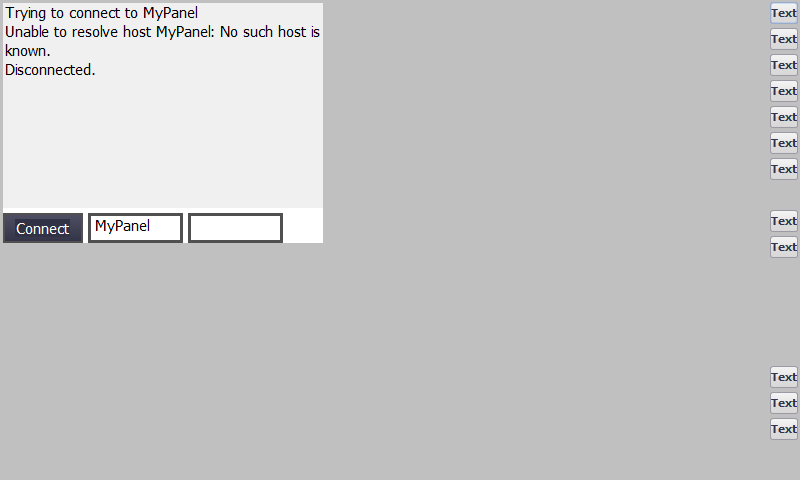 Trying to connect to MyPanel
Unable to resolve host MyPanel: No such host is
known.
Disconnected.
Connect
MyPanel
Text
Text
Text
Text
Text
Text
Text
Text
Text
Text
Text
Text